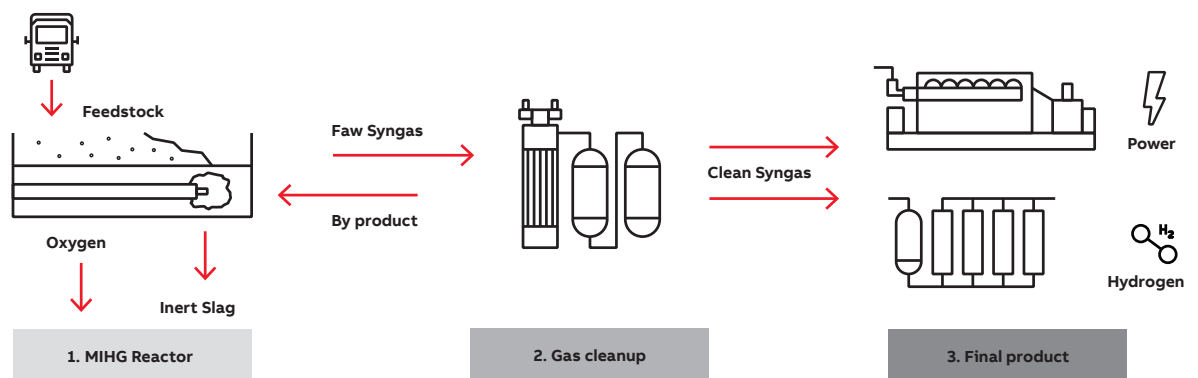 Feedstock
Faw Syngas
By product
Oxygen
Inert Slag
1. MIHG Reactor
Clean Syngas
2. Gas cleanup
Power
H₂
Hydrogen
3. Final product